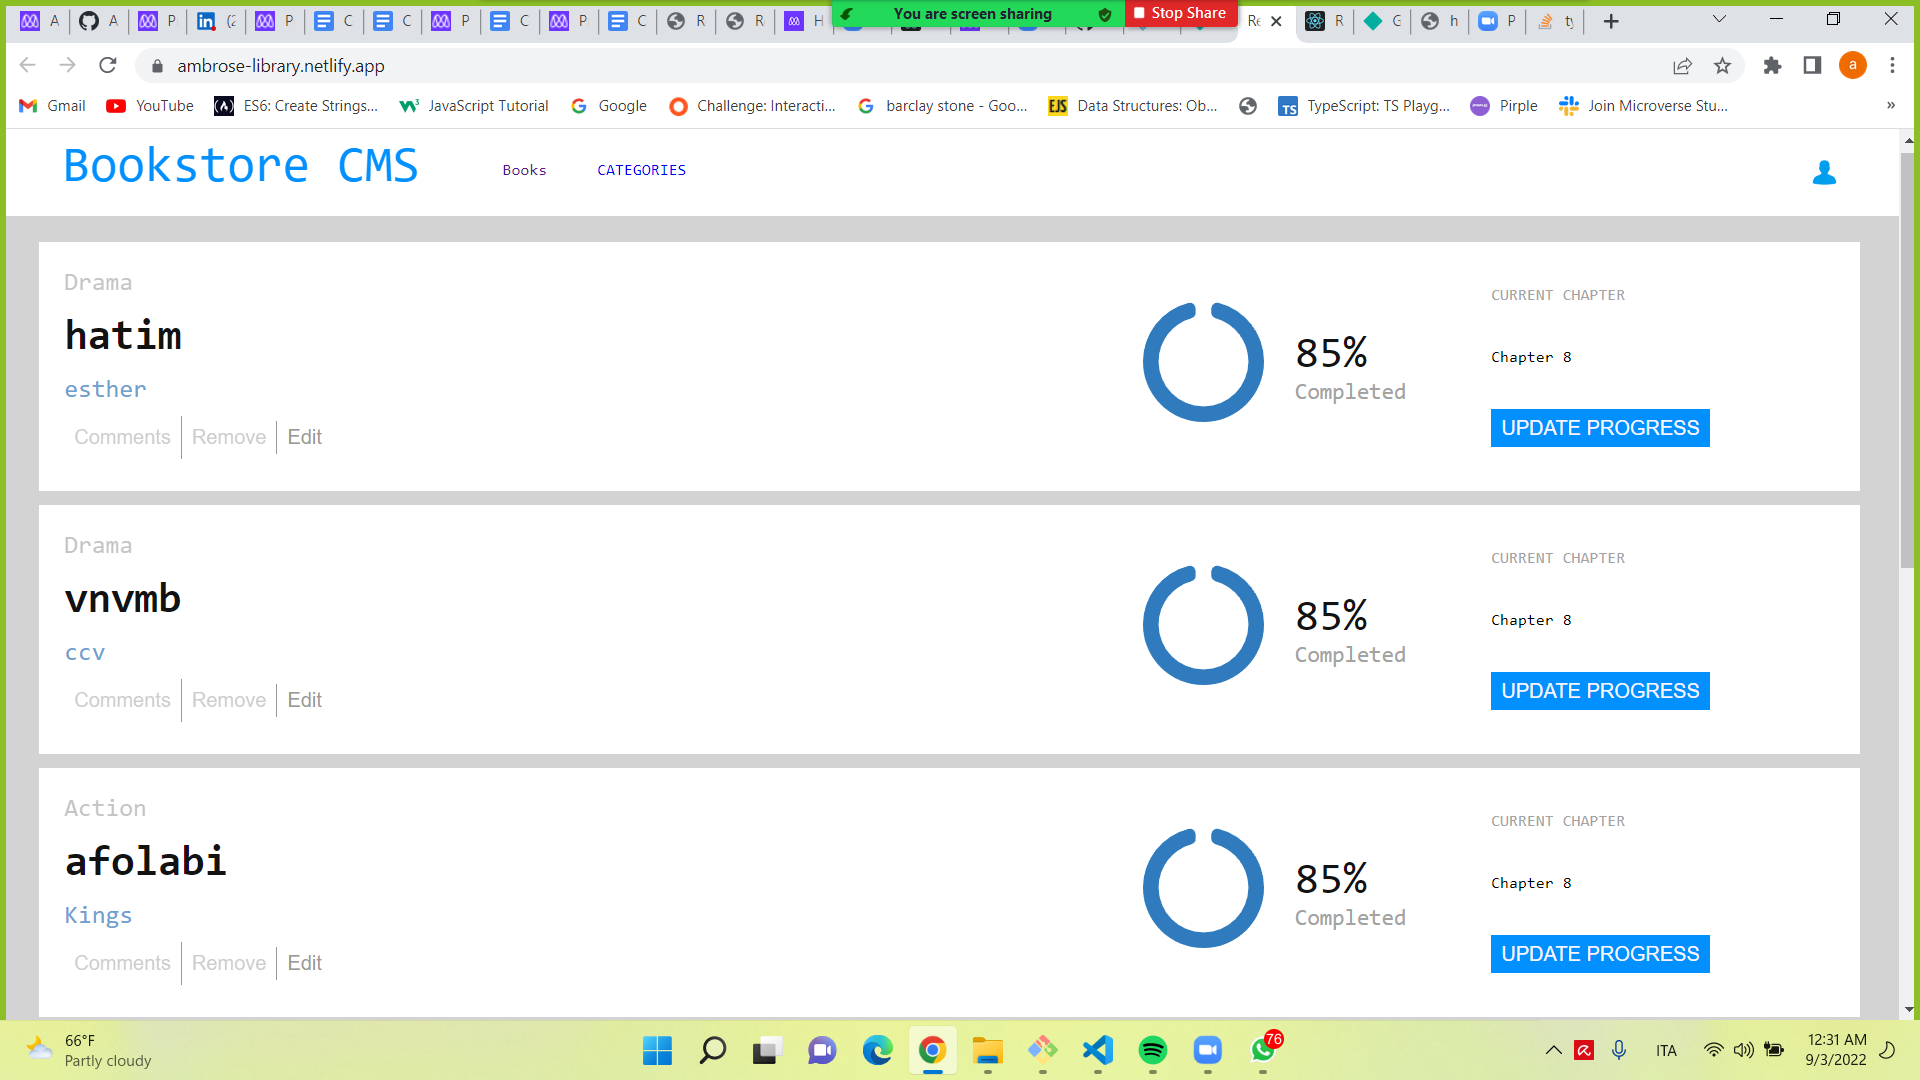 A A P (2 P C C P C P C R R H You are screen sharing Stop Share Re R G h P ty
ambrose-library.netlify.app a
Gmail YouTube ES6: Create Strings... JavaScript Tutorial Google Challenge: Interacti... barclay stone - Goo... Data Structures: Ob... TypeScript: TS Playg... Pirple Join Microverse Stu... »
Bookstore CMS Books CATEGORIES
Drama
hatim
esther
Comments Remove Edit
85%
Completed
CURRENT CHAPTER
Chapter 8
UPDATE PROGRESS
Drama
vnvmb
ccv
Comments Remove Edit
85%
Completed
CURRENT CHAPTER
Chapter 8
UPDATE PROGRESS
Action
afolabi
Kings
Comments Remove Edit
85%
Completed
CURRENT CHAPTER
Chapter 8
UPDATE PROGRESS
66°F
Partly cloudy
76
ITA
12:31 AM
9/3/2022